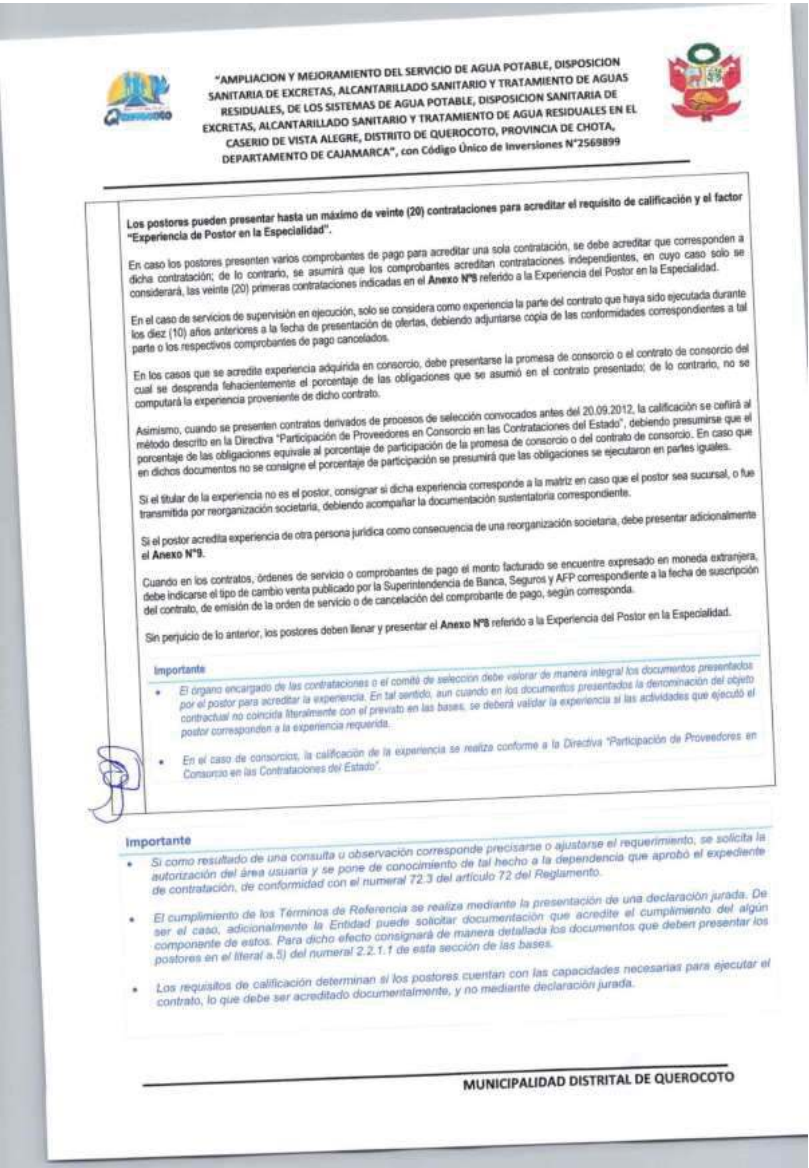 "AMPLIACION Y MEJORAMIENTO DEL SERVICIO DE AGUA POTABLE, DISPOSICION
SANITARIA DE EXCRETAS, ALCANTARILLADO SANITARIO Y TRATAMIENTO DE AGUAS
RESIDUALES, DE LOS SISTEMAS DE AGUA POTABLE, DISPOSICION SANITARIA DE
EXCRETAS, ALCANTARILLADO SANITARIO Y TRATAMIENTO DE AGUA RESIDUALES EN EL
CASERIO DE VISTA ALEGRE, DISTRITO DE QUEROCOTO, PROVINCIA DE CHOTA,
DEPARTAMENTO DE CAJAMARCA", con Código Único de Inversiones N°2569899
Querocoto
Los postores pueden presentar hasta un máximo de veinte (20) contrataciones para acreditar el requisito de calificación y el factor
"Experiencia de Postor en la Especialidad".
En caso los postores presenten varios comprobantes de pago para acreditar una sola contratación, se debe acreditar que corresponden a
dicha contratación; de lo contrario, se asumirá que los comprobantes acreditan contrataciones independientes, en cuyo caso solo se
considerará, las veinte (20) primeras contrataciones indicadas en el Anexo Nº8 referido a la Experiencia del Postor en la Especialidad.
En el caso de servicios de supervisión en ejecución, solo se considera como experiencia la parte del contrato que haya sido ejecutada durante
los diez (10) años anteriores a la fecha de presentación de ofertas, debiendo adjuntarse copia de las conformidades correspondientes a tal
parte o los respectivos comprobantes de pago cancelados.
En los casos que se acredite experiencia adquirida en consorcio, debe presentarse la promesa de consorcio o el contrato de consorcio del
cual se desprenda fehacientemente el porcentaje de las obligaciones que se asumió en el contrato presentado; de lo contrario, no se
computará la experiencia proveniente de dicho contrato.
Asimismo, cuando se presenten contratos derivados de procesos de selección convocados antes del 20.09.2012, la calificación se ceñirá al
método descrito en la Directiva "Participación de Proveedores en Consorcio en las Contrataciones del Estado", debiendo presumirse que el
porcentaje de las obligaciones equivale al porcentaje de participación de la promesa de consorcio o del contrato de consorcio. En caso que
en dichos documentos no se consigne el porcentaje de participación se presumirá que las obligaciones se ejecutaron en partes iguales.
Si el titular de la experiencia no es el postor, consignar si dicha experiencia corresponde a la matriz en caso que el postor sea sucursal, o fue
transmitida por reorganización societaria, debiendo acompañar la documentación sustentatoria correspondiente.
Si el postor acredita experiencia de otra persona jurídica como consecuencia de una reorganización societaria, debe presentar adicionalmente
el Anexo N°9.
Cuando en los contratos, órdenes de servicio o comprobantes de pago el monto facturado se encuentre expresado en moneda extranjera,
debe indicarse el tipo de cambio venta publicado por la Superintendencia de Banca, Seguros y AFP correspondiente a la fecha de suscripción
del contrato, de emisión de la orden de servicio o de cancelación del comprobante de pago, según corresponda.
Sin perjuicio de lo anterior, los postores deben llenar y presentar el Anexo Nº8 referido a la Experiencia del Postor en la Especialidad.
Importante
• El órgano encargado de las contrataciones o el comité de selección debe valorar de manera integral los documentos presentados
por el postor para acreditar la experiencia. En tal sentido, aun cuando en los documentos presentados la denominación del objeto
contractual no coincida literalmente con el previsto en las bases, se deberá validar la experiencia si las actividades que ejecutó el
postor corresponden a la experiencia requerida.
• En el caso de consorcios, la calificación de la experiencia se realiza conforme a la Directiva "Participación de Proveedores en
Consorcio en las Contrataciones del Estado".
Importante
• Si como resultado de una consulta u observación corresponde precisarse o ajustarse el requerimiento, se solicita la
autorización del área usuaria y se pone de conocimiento de tal hecho a la dependencia que aprobó el expediente
de contratación, de conformidad con el numeral 72.3 del artículo 72 del Reglamento.
• El cumplimiento de los Términos de Referencia se realiza mediante la presentación de una declaración jurada. De
ser el caso, adicionalmente la Entidad puede solicitar documentación que acredite el cumplimiento del algún
componente de estos. Para dicho efecto consignará de manera detallada los documentos que deben presentar los
postores en el literal a.5) del numeral 2.2.1.1 de esta sección de las bases.
• Los requisitos de calificación determinan si los postores cuentan con las capacidades necesarias para ejecutar el
contrato, lo que debe ser acreditado documentalmente, y no mediante declaración jurada.
MUNICIPALIDAD DISTRITAL DE QUEROCOTO